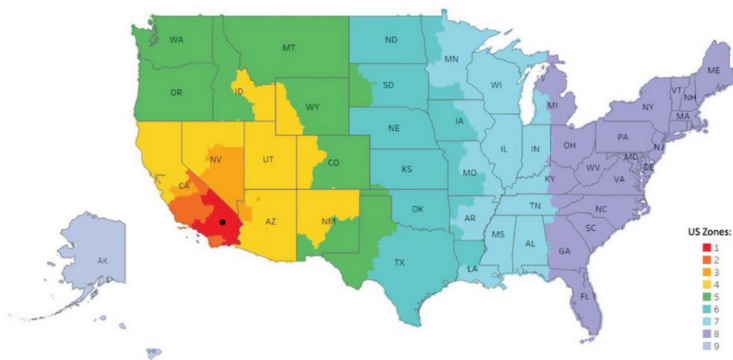 WA
MT
ND
MN
ME
OR
ID
SD
WI
VT
NH
WY
MI
NY
MA
NV
UT
NE
IA
PA
NJ
CA
CO
IL
IN
OH
MD
DE
KS
MO
WV
VA
KY
AZ
NM
OK
AR
TN
NC
SC
MS
AL
GA
TX
LA
FL
AK
HI
US Zones:
1
2
3
4
5
6
7
8
9